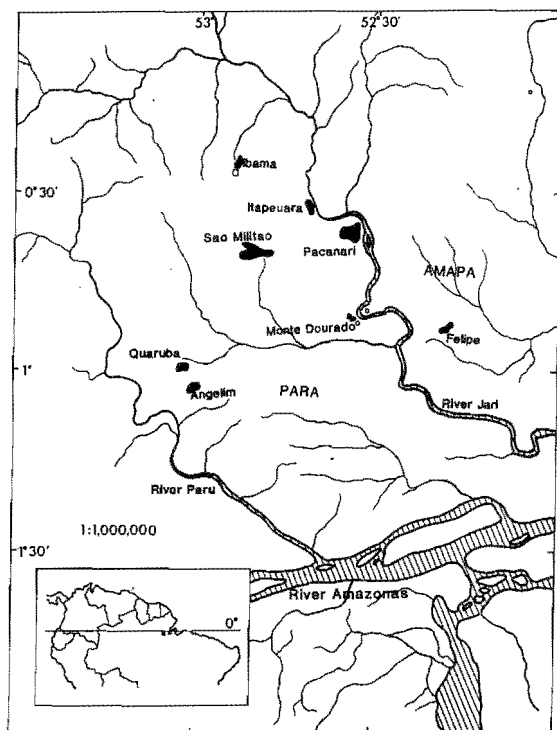 53° 52°30'
Ibama
0°30'
Itapeuara
Sao Militao
Pacanari
AMAPA
Monte Dourado
Felipe
Quaruba
1°
Angelim
PARA
River Jari
River Paru
1:1,000,000
1°30'
River Amazonas
0°